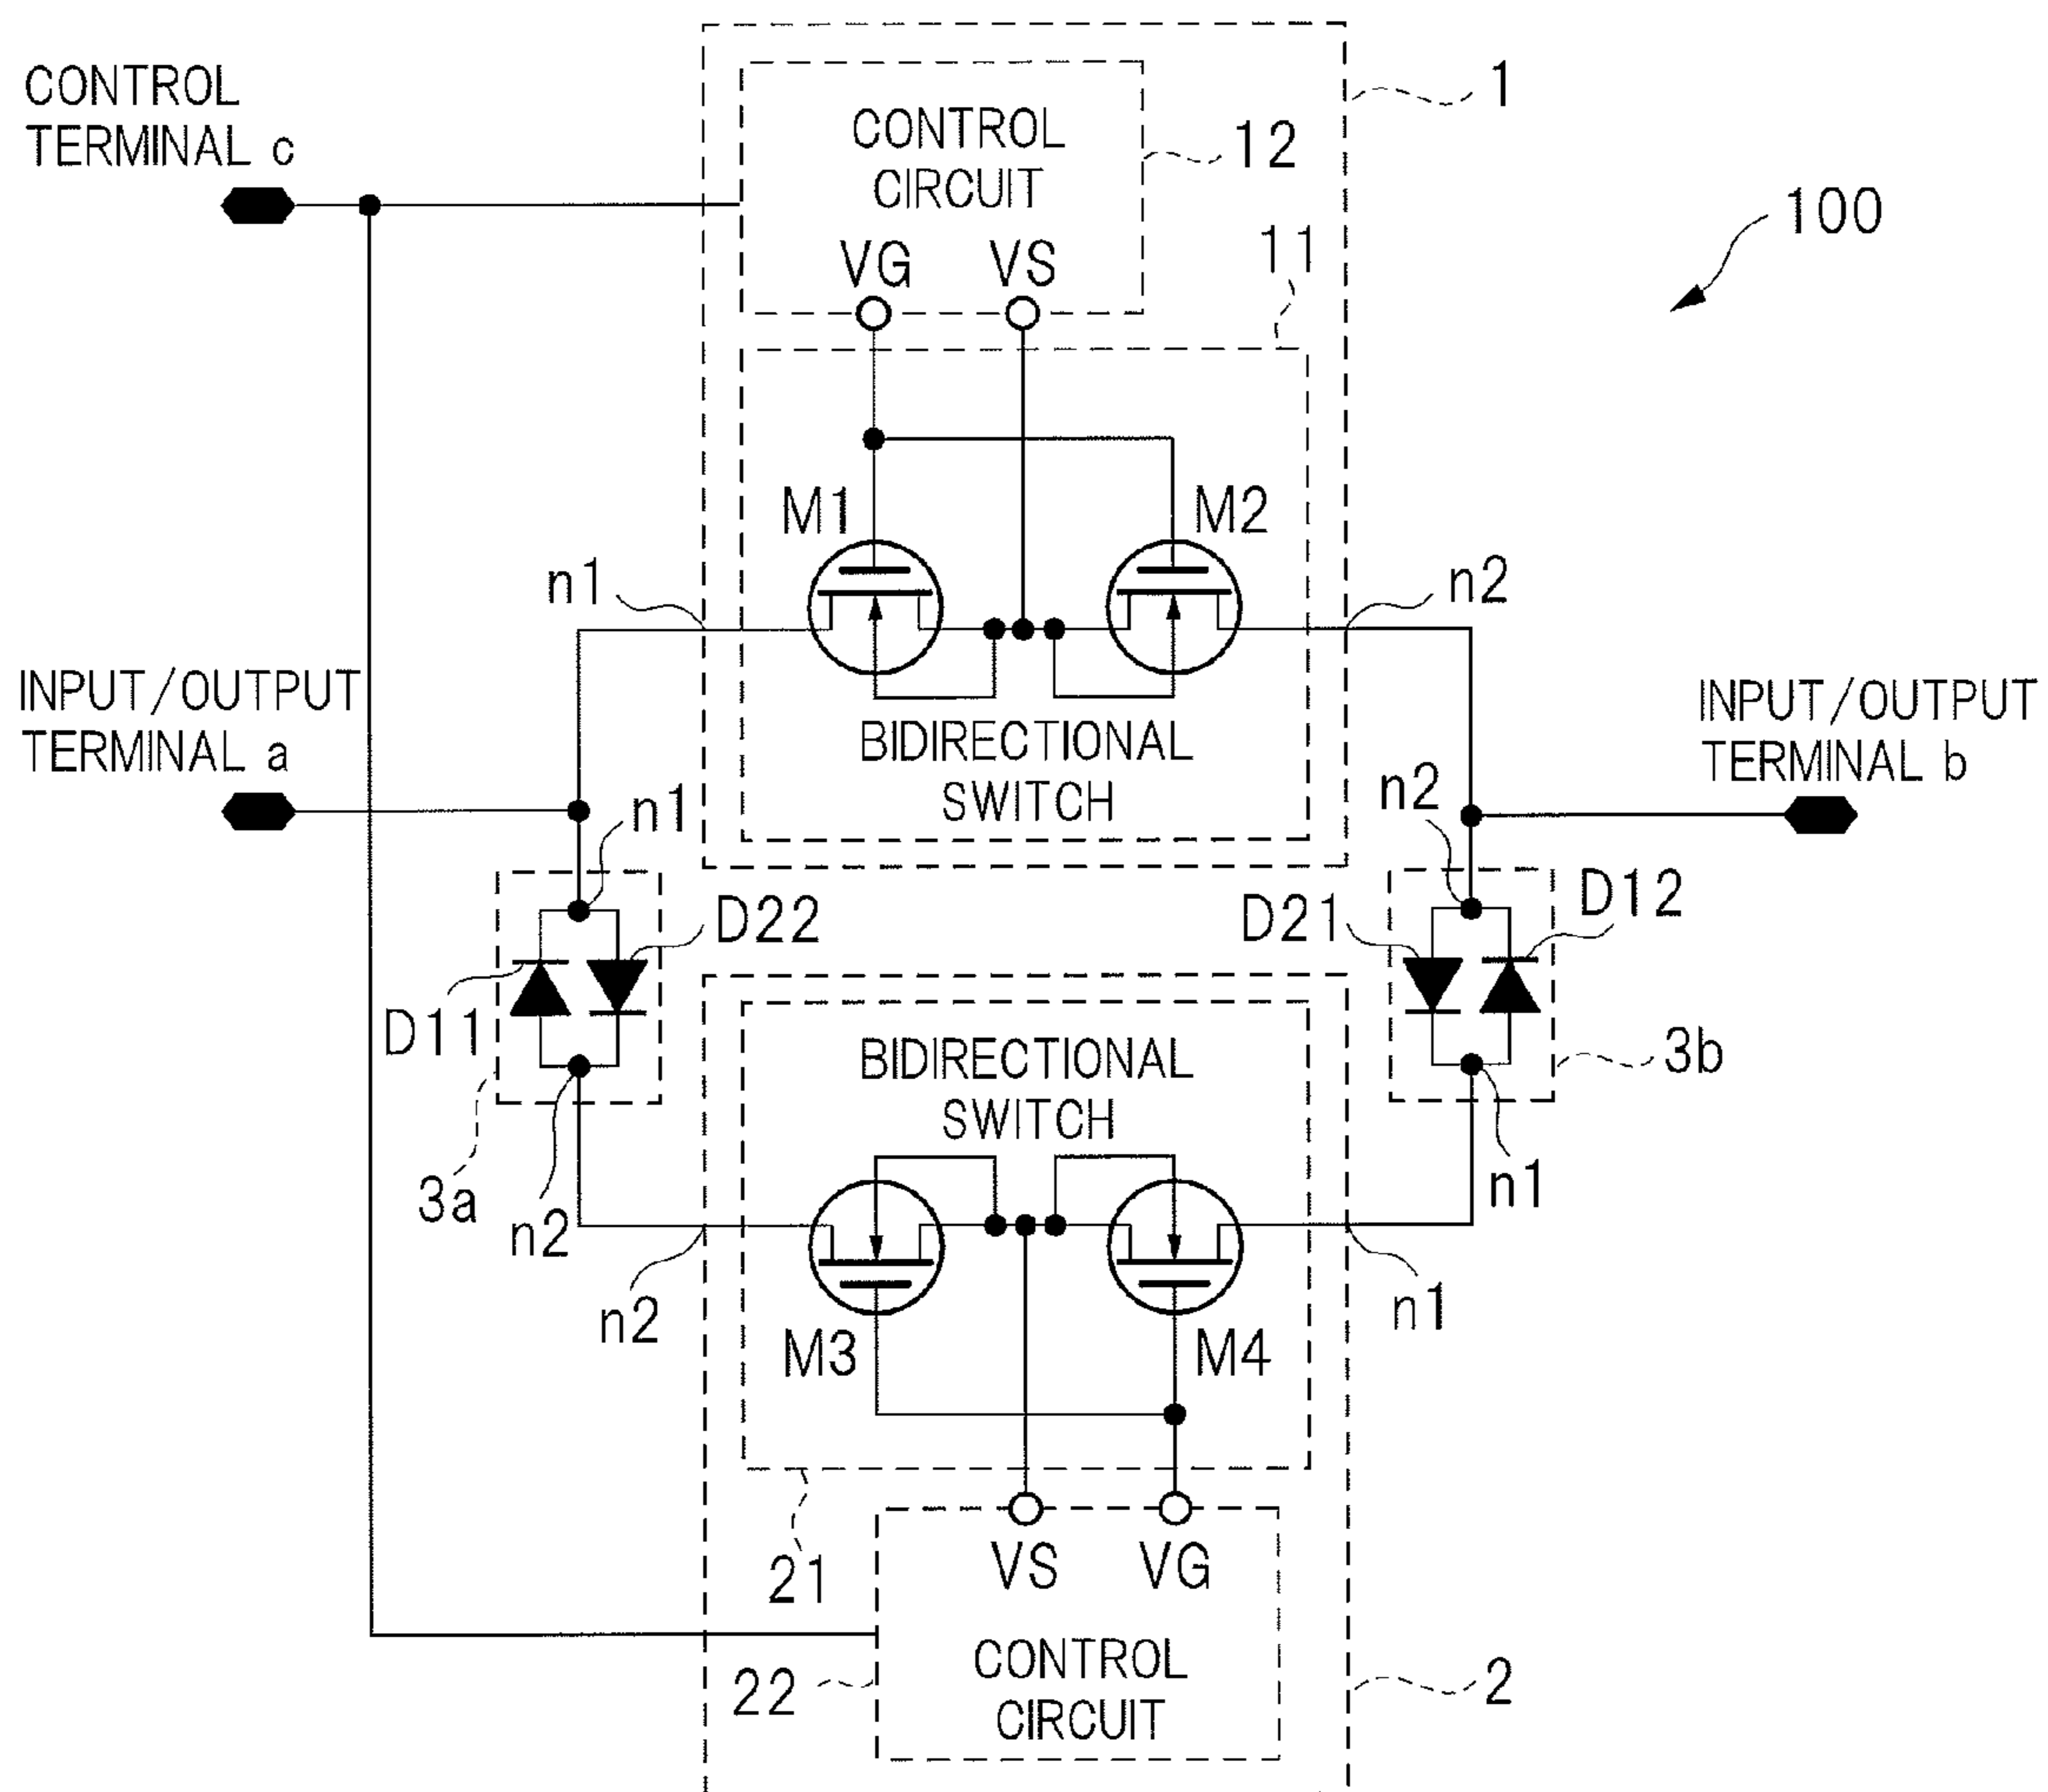 CONTROL
TERMINAL c
CONTROL
CIRCUIT
VG
VS
12
1
11
100
M1
M2
n1
n2
INPUT/OUTPUT
TERMINAL a
BIDIRECTIONAL
SWITCH
INPUT/OUTPUT
TERMINAL b
n1
n2
D22
D21
D12
D11
3a
3b
BIDIRECTIONAL
SWITCH
n2
n1
n2
n1
M3
M4
21
VS
VG
22
CONTROL
CIRCUIT
2